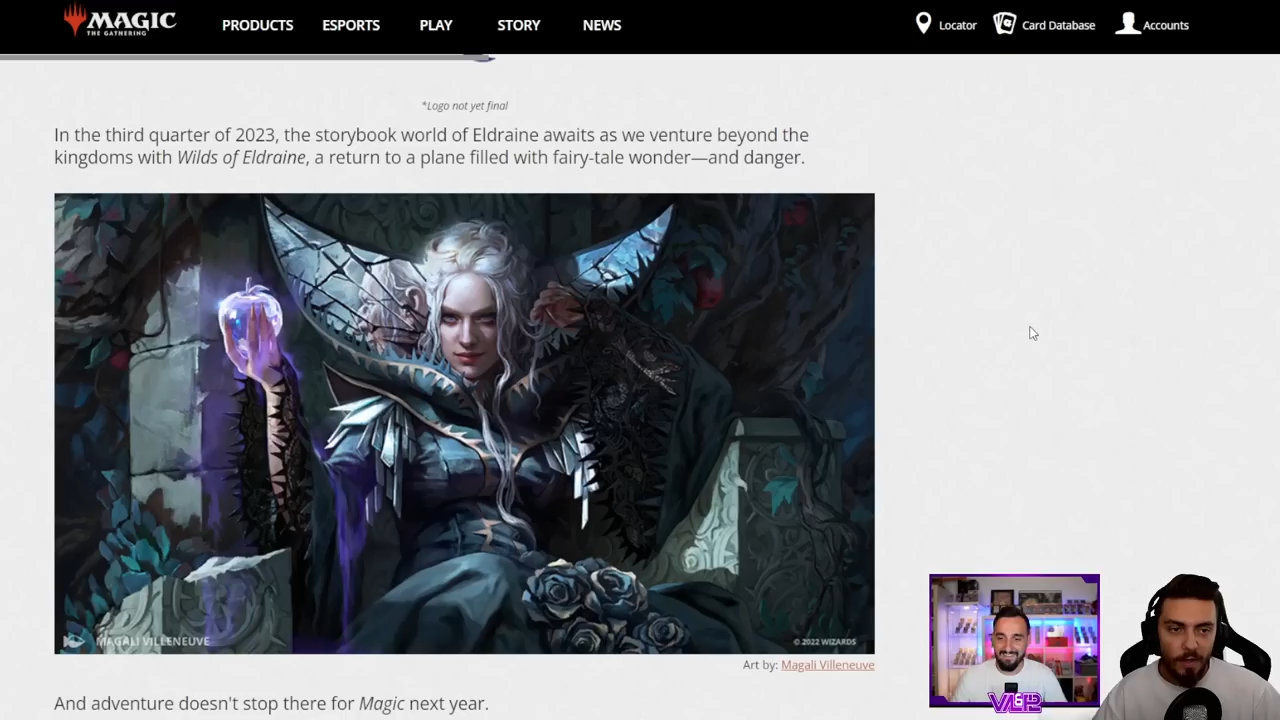 MAGIC
THE GATHERING
PRODUCTS
ESPORTS
PLAY
STORY
NEWS
Locator
Card Database
Accounts
*Logo not yet final
In the third quarter of 2023, the storybook world of Eldraine awaits as we venture beyond the
kingdoms with Wilds of Eldraine, a return to a plane filled with fairy-tale wonder—and danger.
MAGALI VILLENEUVE
© 2022 WIZARDS
Art by: Magali Villeneuve
And adventure doesn't stop there for Magic next year.